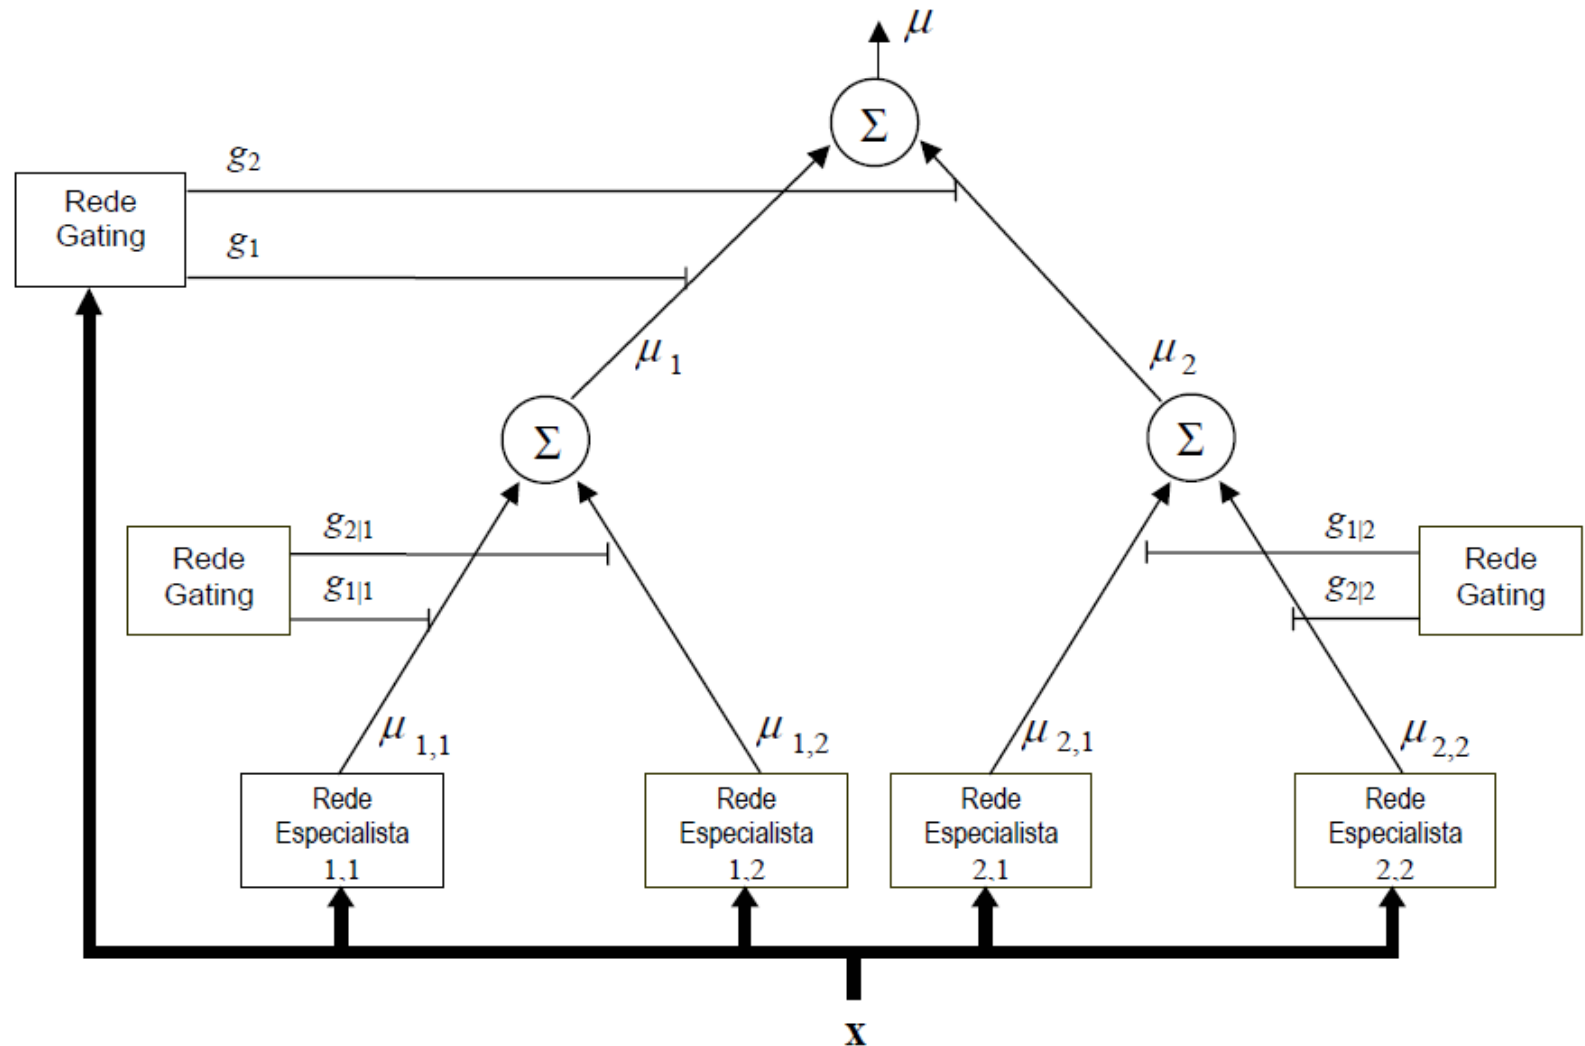 μ
Σ
g2
Rede
Gating
g1
μ 1
μ 2
Σ
Σ
g2|1
Rede
Gating
g1|1
g1|2
Rede
Gating
g2|2
μ 1,1
μ 1,2
μ 2,1
μ 2,2
Rede
Especialista
1,1
Rede
Especialista
1,2
Rede
Especialista
2,1
Rede
Especialista
2,2
x